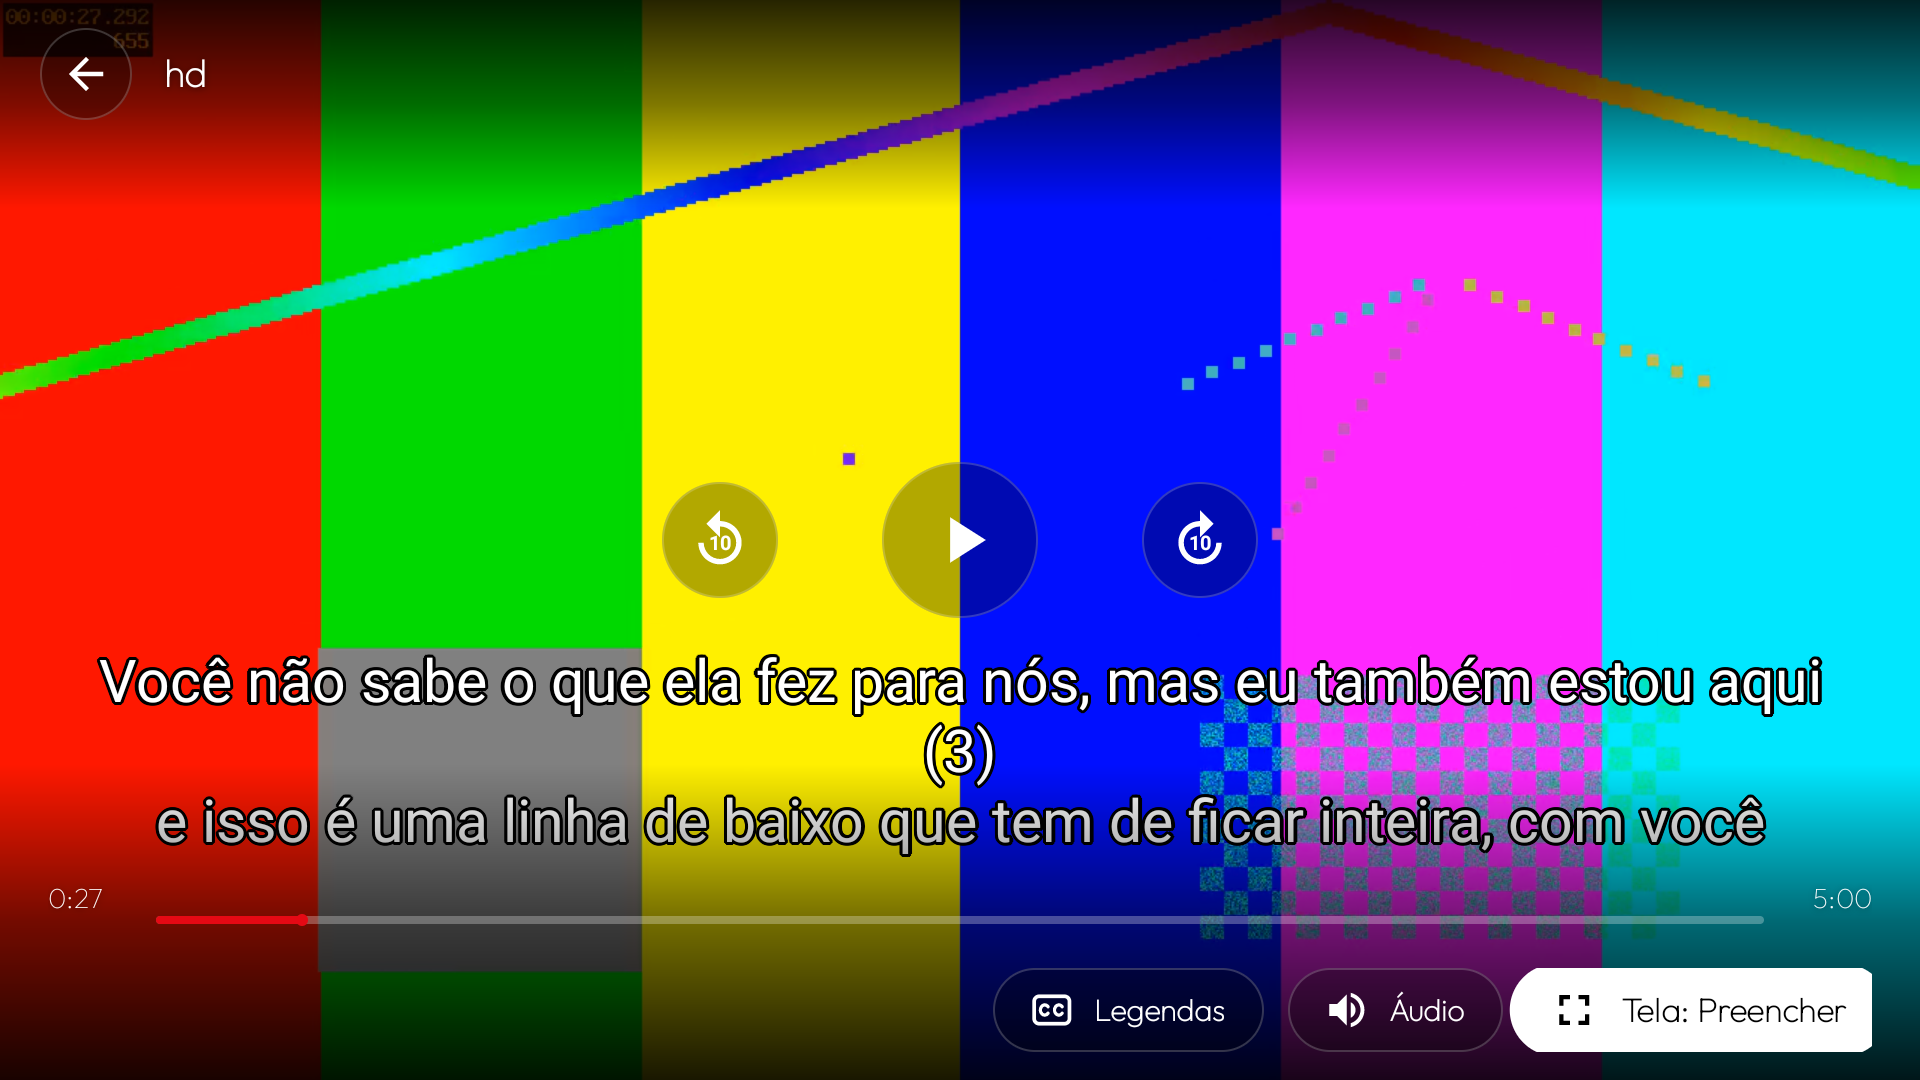 00:00:27.292
655
hd
10
10
Você não sabe o que ela fez para nós, mas eu também estou aqui
(3)
e isso é uma linha de baixo que tem de ficar inteira, com você
0:27
5:00
CC Legendas
Áudio
Tela: Preencher